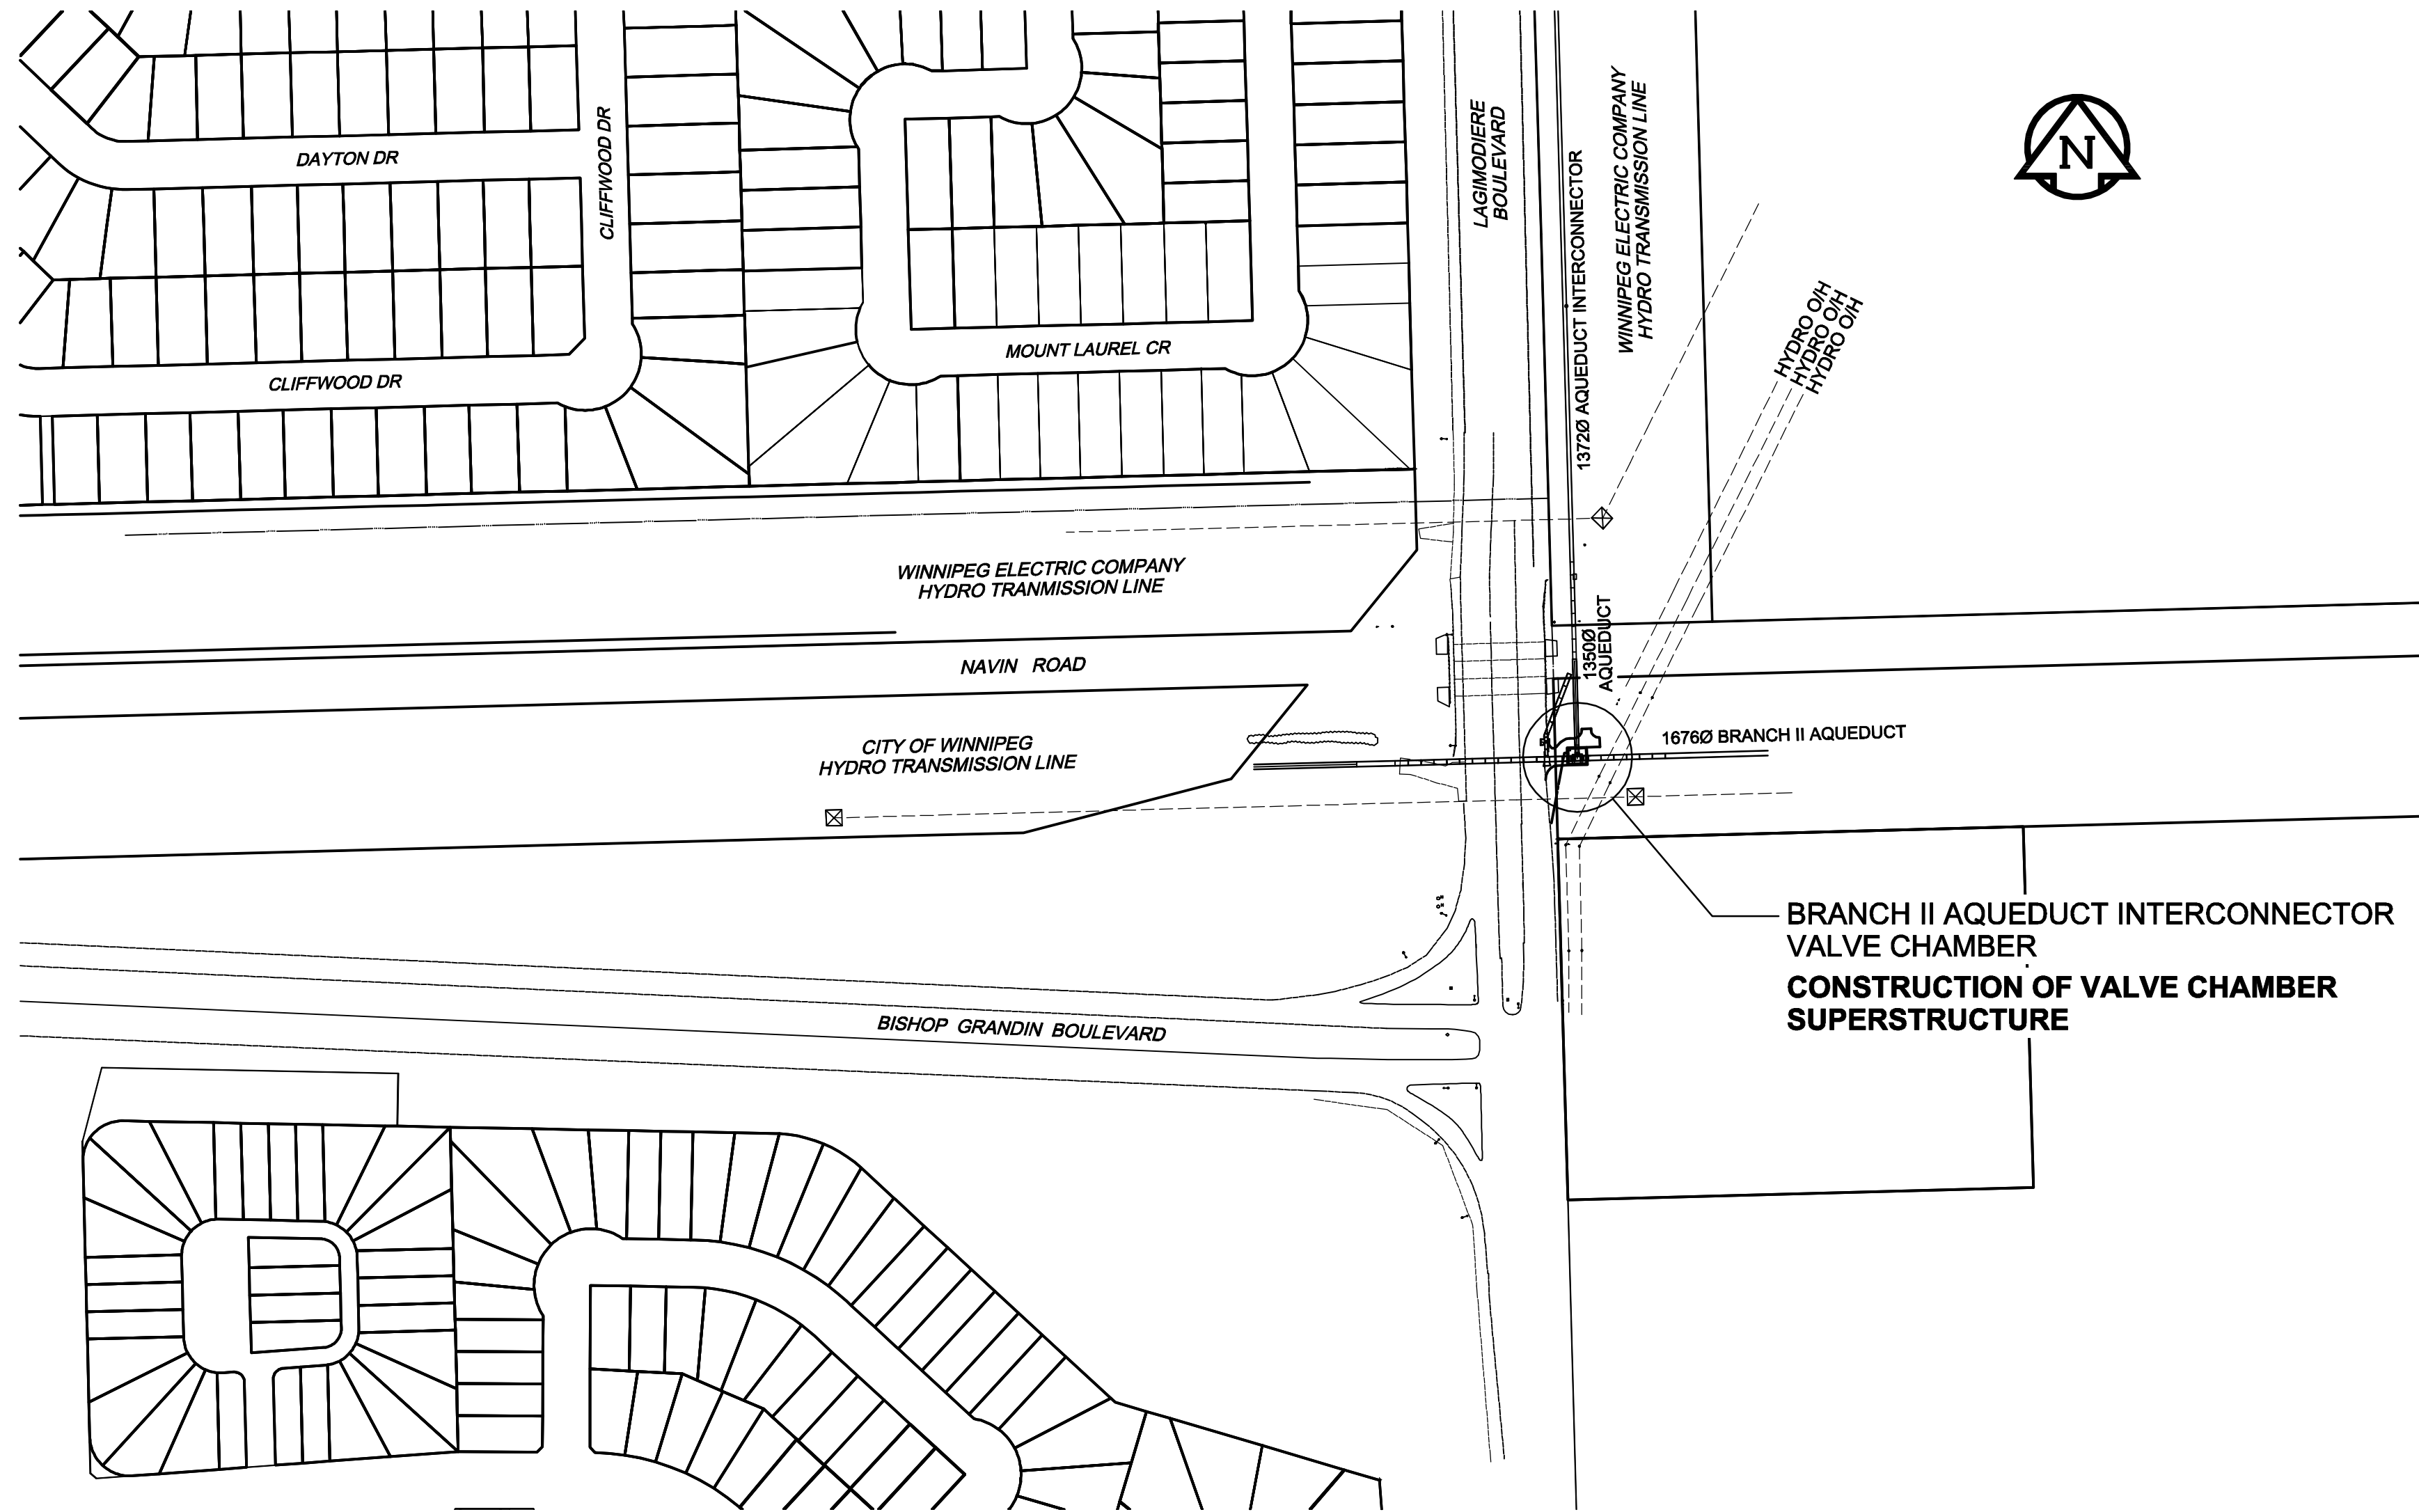 DAYTON DR
CLIFFWOOD DR
CLIFFWOOD DR
MOUNT LAUREL CR
LAGIMODIERE
BOULEVARD
1372Ø AQUEDUCT INTERCONNECTOR
WINNIPEG ELECTRIC COMPANY
HYDRO TRANSMISSION LINE
N
HYDRO O/H
HYDRO O/H
HYDRO O/H
WINNIPEG ELECTRIC COMPANY
HYDRO TRANMISSION LINE
1350Ø
AQUEDUCT
NAVIN ROAD
CITY OF WINNIPEG
HYDRO TRANSMISSION LINE
1676Ø BRANCH II AQUEDUCT
BRANCH II AQUEDUCT INTERCONNECTOR
VALVE CHAMBER
CONSTRUCTION OF VALVE CHAMBER
SUPERSTRUCTURE
BISHOP GRANDIN BOULEVARD